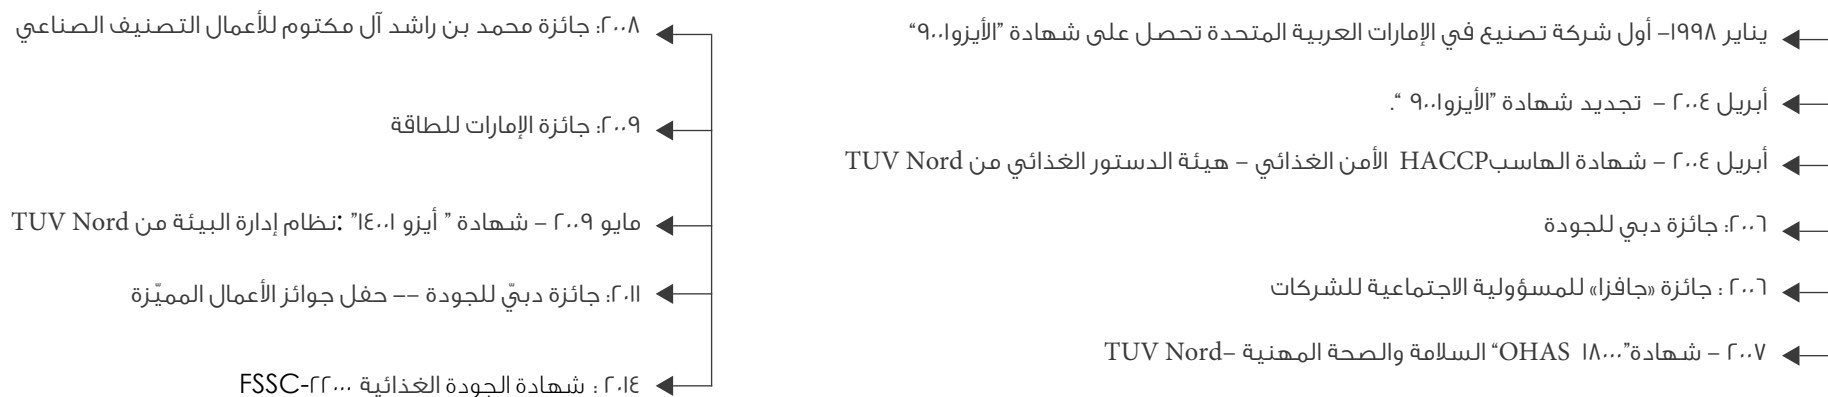 يناير ١٩٩٨– أول شركة تصنيع في الإمارات العربية المتحدة تحصل على شهادة ”الأيزو٩٠٠١“
أبريل ٢٠٠٤ – تجديد شهادة ”الأيزو٩٠٠١ “.
أبريل ٢٠٠٤ – شهادة الهاسبHACCP الأمن الغذائي – هيئة الدستور الغذائي من TUV Nord
٢٠٠٦: جائزة دبي للجودة
٢٠٠٦ : جائزة «جافزا» للمسؤولية الاجتماعية للشركات
٢٠٠٧ – شهادة”OHAS ١٨٠٠٠“ السلامة والصحة المهنية –TUV Nord
٢٠٠٨: جائزة محمد بن راشد آل مكتوم للأعمال التصنيف الصناعي
٢٠٠٩: جائزة الإمارات للطاقة
مايو ٢٠٠٩ – شهادة ” أيزو ١٤٠٠١” :نظام إدارة البيئة من TUV Nord
٢٠١١: جائزة دبيّ للجودة –– حفل جوائز الأعمال المميّزة
٢٠١٤ : شهادة الجودة الغذائية FSSC-٢٢٠٠٠